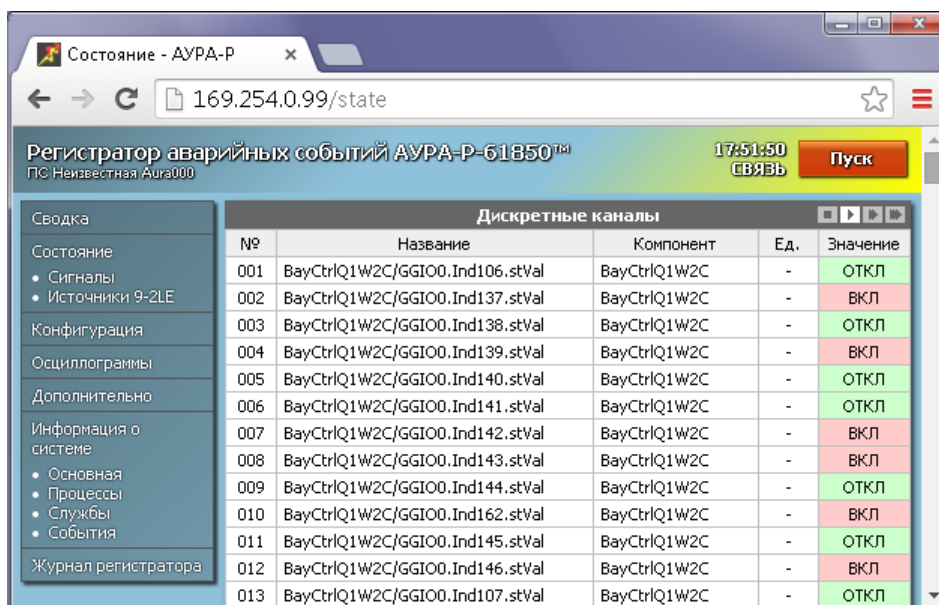 Состояние - АУРА-Р
169.254.0.99/state
Регистратор аварийных событий АУРА-Р-61850™
ПС Неизвестная Aura000
17:51:50
СВЯЗЬ
Пуск
Сводка
Состояние
• Сигналы
• Источники 9-2LE
Конфигурация
Осциллограммы
Дополнительно
Информация о
системе
• Основная
• Процессы
• Службы
• События
Журнал регистратора
Дискретные каналы
№ Название Компонент Ед. Значение
001 BayCtrlQ1W2C/GGIO0.Ind106.stVal BayCtrlQ1W2C - ОТКЛ
002 BayCtrlQ1W2C/GGIO0.Ind137.stVal BayCtrlQ1W2C - ВКЛ
003 BayCtrlQ1W2C/GGIO0.Ind138.stVal BayCtrlQ1W2C - ОТКЛ
004 BayCtrlQ1W2C/GGIO0.Ind139.stVal BayCtrlQ1W2C - ВКЛ
005 BayCtrlQ1W2C/GGIO0.Ind140.stVal BayCtrlQ1W2C - ОТКЛ
006 BayCtrlQ1W2C/GGIO0.Ind141.stVal BayCtrlQ1W2C - ОТКЛ
007 BayCtrlQ1W2C/GGIO0.Ind142.stVal BayCtrlQ1W2C - ВКЛ
008 BayCtrlQ1W2C/GGIO0.Ind143.stVal BayCtrlQ1W2C - ВКЛ
009 BayCtrlQ1W2C/GGIO0.Ind144.stVal BayCtrlQ1W2C - ОТКЛ
010 BayCtrlQ1W2C/GGIO0.Ind162.stVal BayCtrlQ1W2C - ВКЛ
011 BayCtrlQ1W2C/GGIO0.Ind145.stVal BayCtrlQ1W2C - ОТКЛ
012 BayCtrlQ1W2C/GGIO0.Ind146.stVal BayCtrlQ1W2C - ВКЛ
013 BayCtrlQ1W2C/GGIO0.Ind107.stVal BayCtrlQ1W2C - ОТКЛ